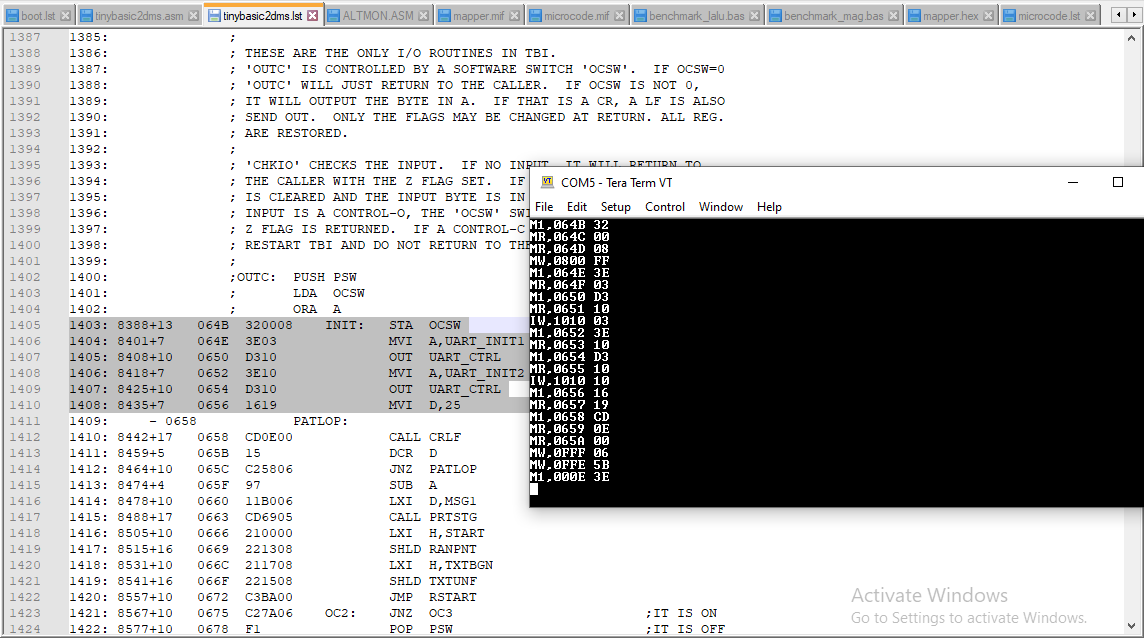 boot.lst tinybasic2dms.asm tinybasic2dms.lst ALTMON.ASM mapper.mif microcode.mif benchmark_lalu.bas benchmark_mag.bas mapper.hex microcode.lst
1387 1385: ;
1388 1386: ; THESE ARE THE ONLY I/O ROUTINES IN TBI.
1389 1387: ; 'OUTC' IS CONTROLLED BY A SOFTWARE SWITCH 'OCSW'. IF OCSW=0
1390 1388: ; 'OUTC' WILL JUST RETURN TO THE CALLER. IF OCSW IS NOT 0,
1391 1389: ; IT WILL OUTPUT THE BYTE IN A. IF THAT IS A CR, A LF IS ALSO
1392 1390: ; SEND OUT. ONLY THE FLAGS MAY BE CHANGED AT RETURN. ALL REG.
1393 1391: ; ARE RESTORED.
1394 1392: ;
1395 1393: ; 'CHKIO' CHECKS THE INPUT. IF NO INPUT, IT WILL RETURN TO
1396 1394: ; THE CALLER WITH THE Z FLAG SET. IF
1397 1395: ; IS CLEARED AND THE INPUT BYTE IS IN
1398 1396: ; INPUT IS A CONTROL-O, THE 'OCSW' SWI
1399 1397: ; Z FLAG IS RETURNED. IF A CONTROL-C
1400 1398: ; RESTART TBI AND DO NOT RETURN TO THE
1401 1399: ;
1402 1400: ;OUTC: PUSH PSW
1403 1401: ; LDA OCSW
1404 1402: ; ORA A
1405 1403: 8388+13 064B 320008 INIT: STA OCSW
1406 1404: 8401+7 064E 3E03 MVI A,UART_INIT1
1407 1405: 8408+10 0650 D310 OUT UART_CTRL
1408 1406: 8418+7 0652 3E10 MVI A,UART_INIT2
1409 1407: 8425+10 0654 D310 OUT UART_CTRL
1410 1408: 8435+7 0656 1619 MVI D,25
1411 1409: - 0658 PATLOP:
1412 1410: 8442+17 0658 CD0E00 CALL CRLF
1413 1411: 8459+5 065B 15 DCR D
1414 1412: 8464+10 065C C25806 JNZ PATLOP
1415 1413: 8474+4 065F 97 SUB A
1416 1414: 8478+10 0660 11B006 LXI D,MSG1
1417 1415: 8488+17 0663 CD6905 CALL PRTSTG
1418 1416: 8505+10 0666 210000 LXI H,START
1419 1417: 8515+16 0669 221308 SHLD RANPNT
1420 1418: 8531+10 066C 211708 LXI H,TXTBGN
1421 1419: 8541+16 066F 221508 SHLD TXTUNF
1422 1420: 8557+10 0672 C3BA00 JMP RSTART
1423 1421: 8567+10 0675 C27A06 OC2: JNZ OC3 ;IT IS ON
1424 1422: 8577+10 0678 F1 POP PSW ;IT IS OFF
COM5 - Tera Term VT
File Edit Setup Control Window Help
M1,064B 32
MR,064C 00
MR,064D 08
MW,0800 FF
M1,064E 3E
MR,064F 03
M1,0650 D3
MR,0651 10
IW,1010 03
M1,0652 3E
MR,0653 10
M1,0654 D3
MR,0655 10
IW,1010 10
M1,0656 16
MR,0657 19
M1,0658 CD
MR,0659 0E
MR,065A 00
MW,0FFF 06
MW,0FFE 5B
M1,000E 3E
Activate Windows
Go to Settings to activate Windows.